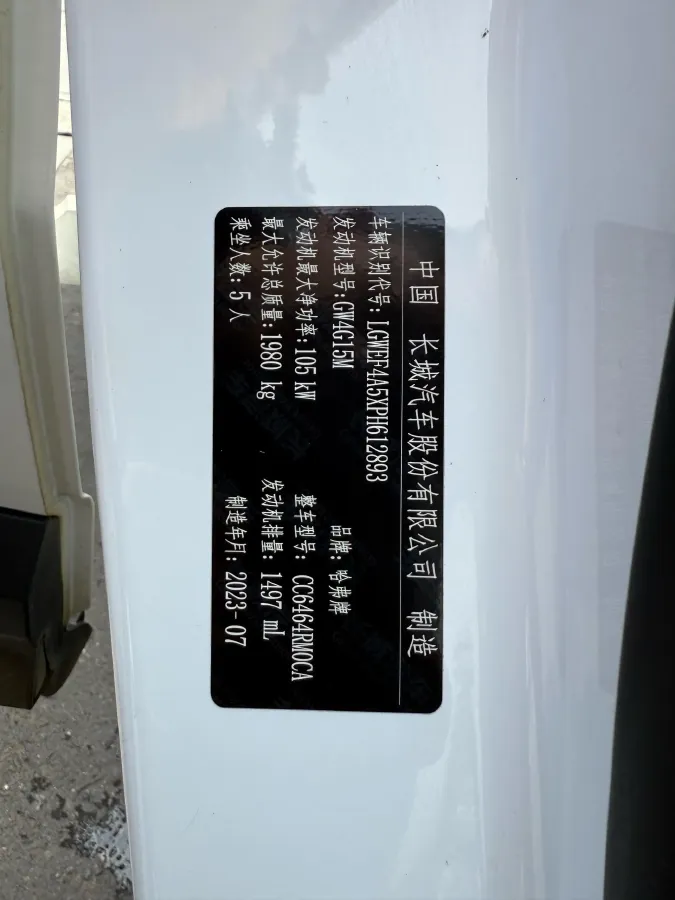 中国 长城汽车股份有限公司 制造
车辆识别代号: LGWEF4A5XPH612893
发动机型号: GW4G15M 品牌: 哈弗牌
发动机最大净功率: 105 kW 整车型号: CC6464RM0CA
最大允许总质量: 1980 kg 发动机排量: 1497 mL
乘坐人数: 5 人 制造年月: 2023-07